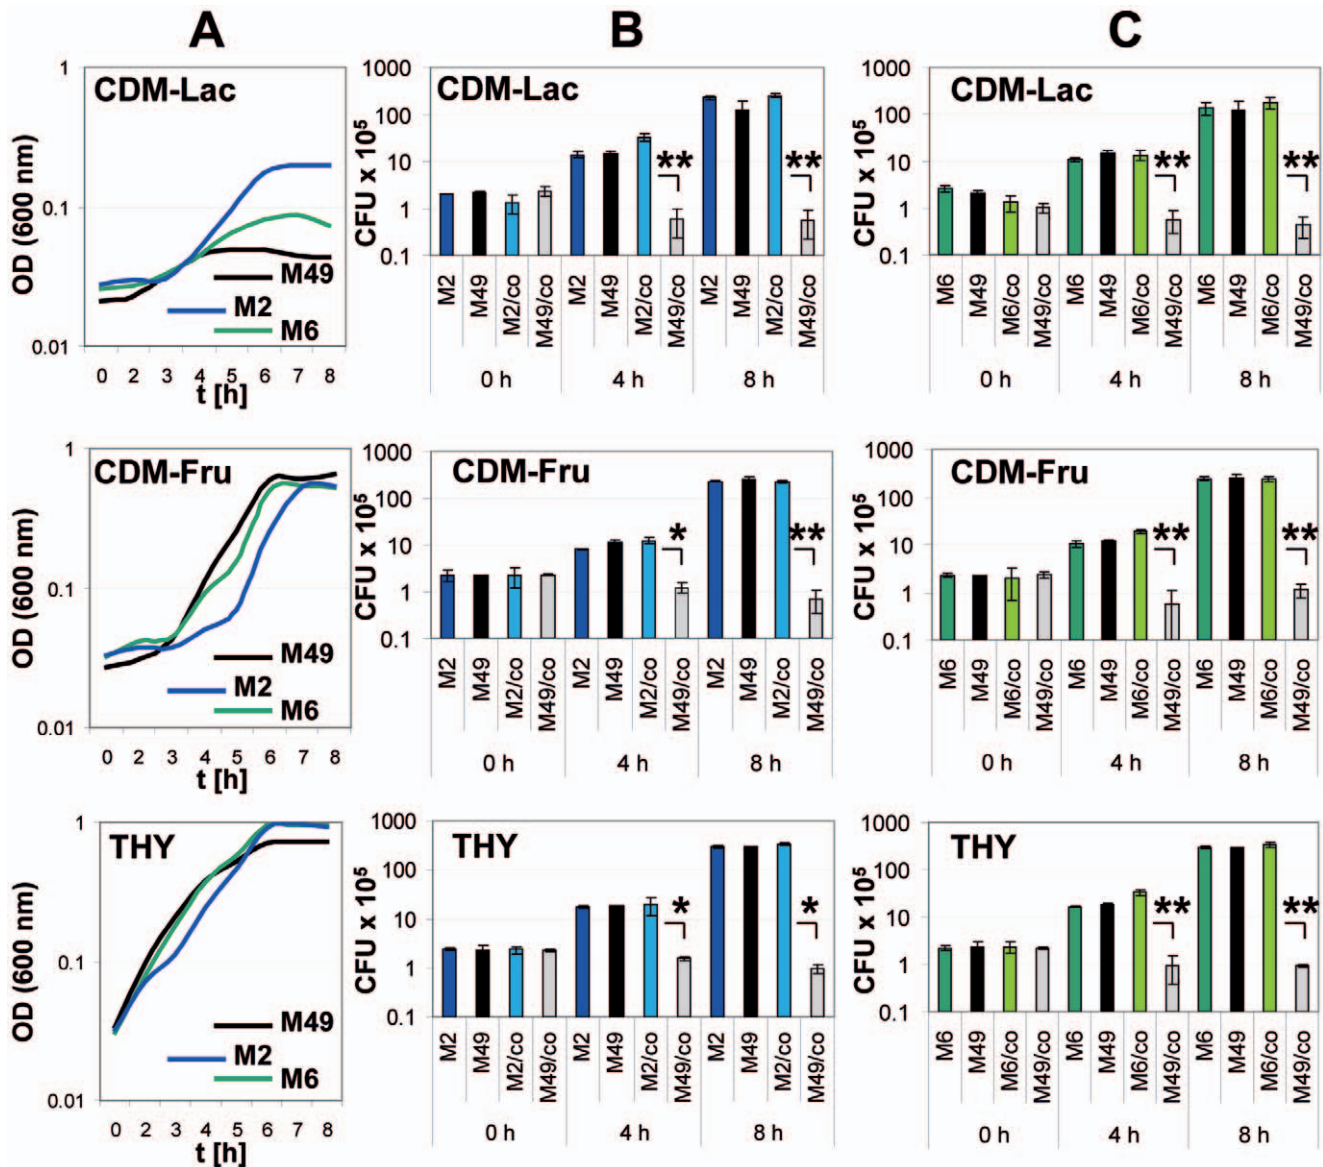 A
B
C
CDM-Lac
OD (600 nm)
1
0.1
0.01
M49
M2
M6
0 2 3 4 5 6 7 8
t [h]
CDM-Lac
CFU x 10⁵
1000
100
10
1
0.1
** **
M2 M49 M2/co M49/co M2 M49 M2/co M49/co M2 M49 M2/co M49/co
0 h 4 h 8 h
CDM-Lac
CFU x 10⁵
1000
100
10
1
0.1
** **
M6 M49 M6/co M49/co M6 M49 M6/co M49/co M6 M49 M6/co M49/co
0 h 4 h 8 h
CDM-Fru
OD (600 nm)
1
0.1
0.01
M49
M2
M6
0 2 3 4 5 6 7 8
t [h]
CDM-Fru
CFU x 10⁵
1000
100
10
1
0.1
* **
M2 M49 M2/co M49/co M2 M49 M2/co M49/co M2 M49 M2/co M49/co
0 h 4 h 8 h
CDM-Fru
CFU x 10⁵
1000
100
10
1
0.1
** **
M6 M49 M6/co M49/co M6 M49 M6/co M49/co M6 M49 M6/co M49/co
0 h 4 h 8 h
THY
OD (600 nm)
1
0.1
0.01
M49
M2
M6
0 2 3 4 5 6 7 8
t [h]
THY
CFU x 10⁵
1000
100
10
1
0.1
* *
M2 M49 M2/co M49/co M2 M49 M2/co M49/co M2 M49 M2/co M49/co
0 h 4 h 8 h
THY
CFU x 10⁵
1000
100
10
1
0.1
** **
M6 M49 M6/co M49/co M6 M49 M6/co M49/co M6 M49 M6/co M49/co
0 h 4 h 8 h